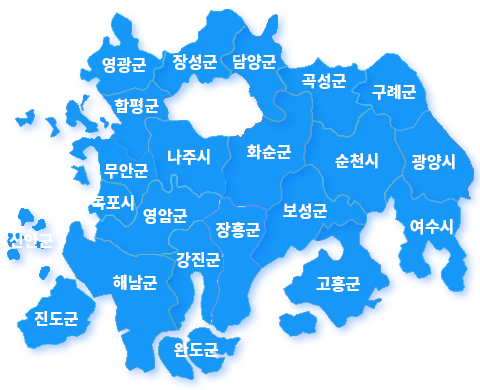 영광군
장성군
담양군
곡성군
구례군
함평군
나주시
화순군
순천시
광양시
무안군
목포시
영암군
장흥군
보성군
여수시
신안군
강진군
해남군
고흥군
진도군
완도군